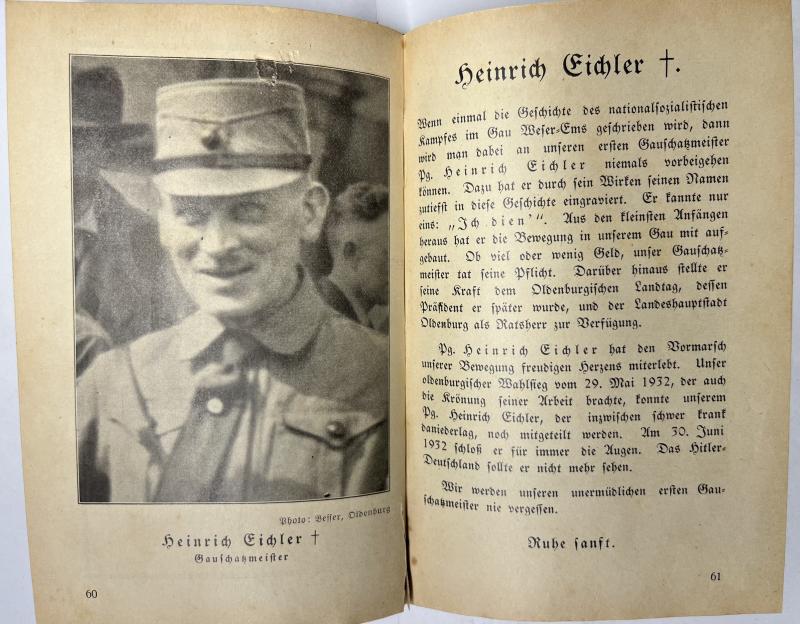 Photo: Besser, Oldenburg
Heinrich Eichler †
Gauschatzmeister
60
Heinrich Eichler †.
Wenn einmal die Geschichte des nationalsozialistischen
Kampfes im Gau Weser-Ems geschrieben wird, dann
wird man dabei an unseren ersten Gauschatzmeister
Pg. Heinrich Eichler niemals vorbeigehen
können. Dazu hat er durch sein Wirken seinen Namen
zutiefst in diese Geschichte eingraviert. Er kannte nur
eins: „Ich dien'". Aus den kleinsten Anfängen
heraus hat er die Bewegung in unserem Gau mit auf-
gebaut. Ob viel oder wenig Geld, unser Gauschatz-
meister tat seine Pflicht. Darüber hinaus stellte er
seine Kraft dem Oldenburgischen Landtag, dessen
Präsident er später wurde, und der Landeshauptstadt
Oldenburg als Ratsherr zur Verfügung.
Pg. Heinrich Eichler hat den Vormarsch
unserer Bewegung freudigen Herzens miterlebt. Unser
oldenburgischer Wahlsieg vom 29. Mai 1932, der auch
die Krönung seiner Arbeit brachte, konnte unserem
Pg. Heinrich Eichler, der inzwischen schwer krank
daniederlag, noch mitgeteilt werden. Am 30. Juni
1932 schloß er für immer die Augen. Das Hitler-
Deutschland sollte er nicht mehr sehen.
Wir werden unseren unermüdlichen ersten Gau-
schatzmeister nie vergessen.
Ruhe sanft.
61